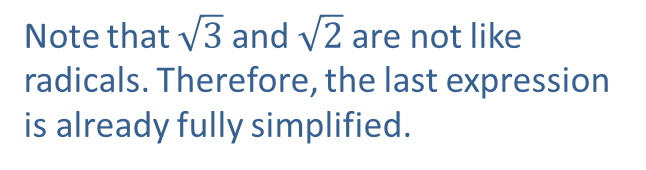 Note that √3 and √2 are not like
radicals. Therefore, the last expression
is already fully simplified.